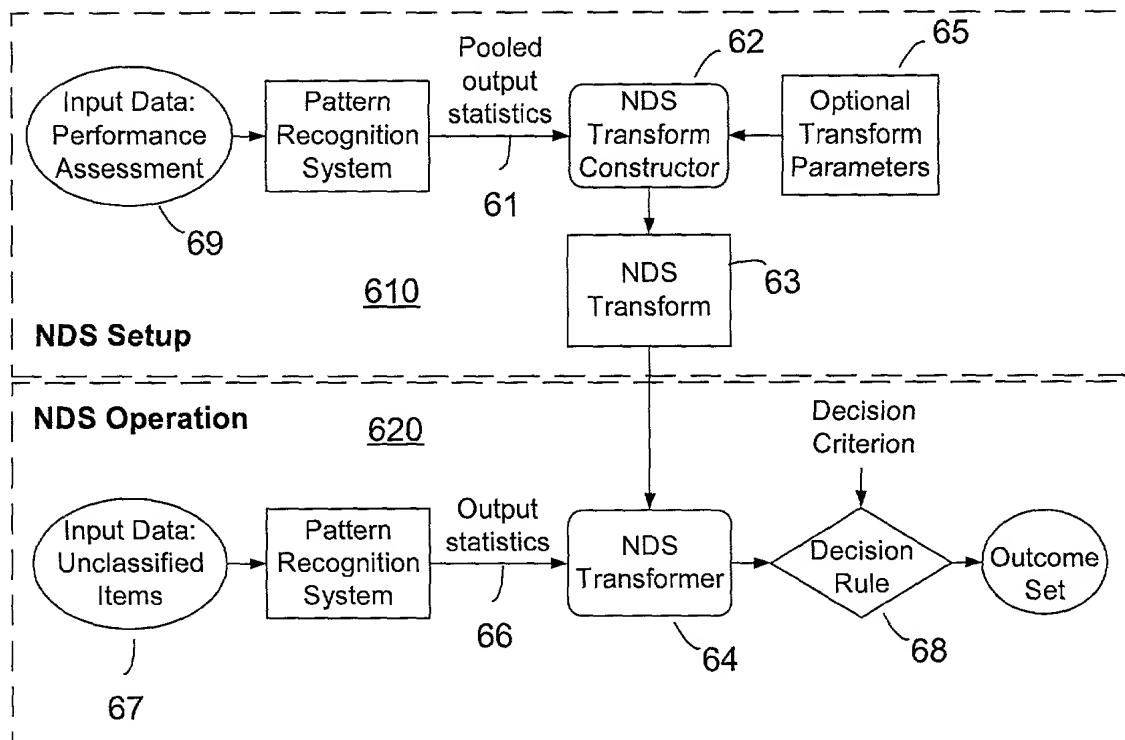 62
65
Pooled
output
statistics
Input Data:
Performance
Assessment
Pattern
Recognition
System
NDS
Transform
Constructor
Optional
Transform
Parameters
61
69
NDS
Transform
63
610
NDS Setup
NDS Operation
620
Decision
Criterion
Input Data:
Unclassified
Items
Pattern
Recognition
System
Output
statistics
NDS
Transformer
Decision
Rule
Outcome
Set
66
64
68
67